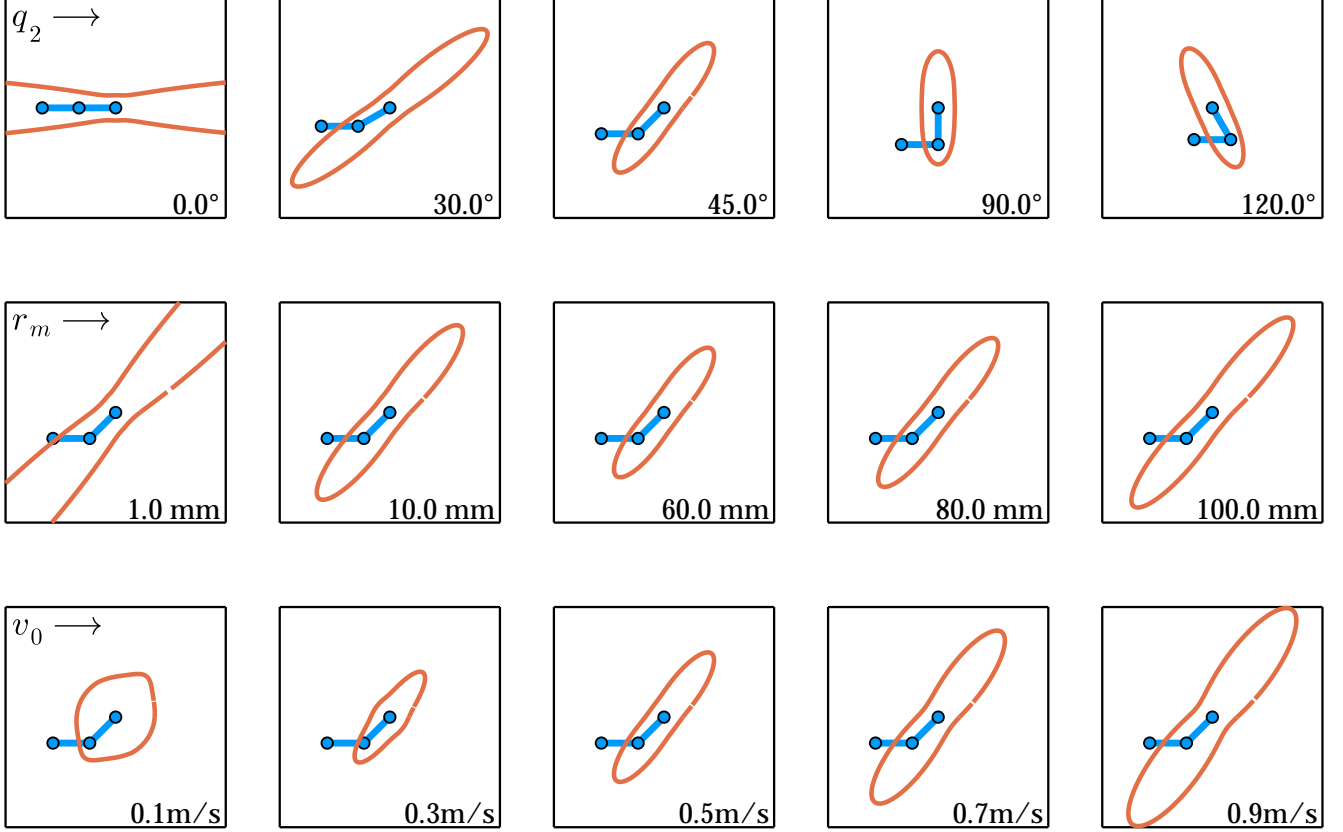 q₂ ⟶
0.0°
30.0°
45.0°
90.0°
120.0°
rₘ ⟶
1.0 mm
10.0 mm
60.0 mm
80.0 mm
100.0 mm
v₀ ⟶
0.1m/s
0.3m/s
0.5m/s
0.7m/s
0.9m/s